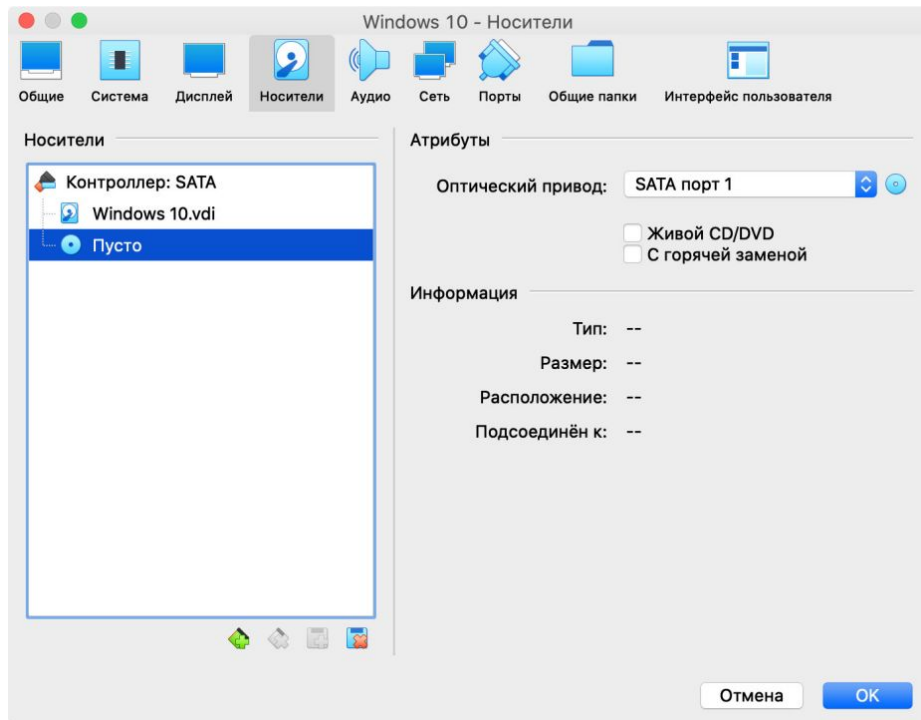 Windows 10 - Носители
Общие Система Дисплей Носители Аудио Сеть Порты Общие папки Интерфейс пользователя
Носители
Контроллер: SATA
Windows 10.vdi
Пусто
Атрибуты
Оптический привод: SATA порт 1
Живой CD/DVD
С горячей заменой
Информация
Тип: --
Размер: --
Расположение: --
Подсоединён к: --
Отмена OK